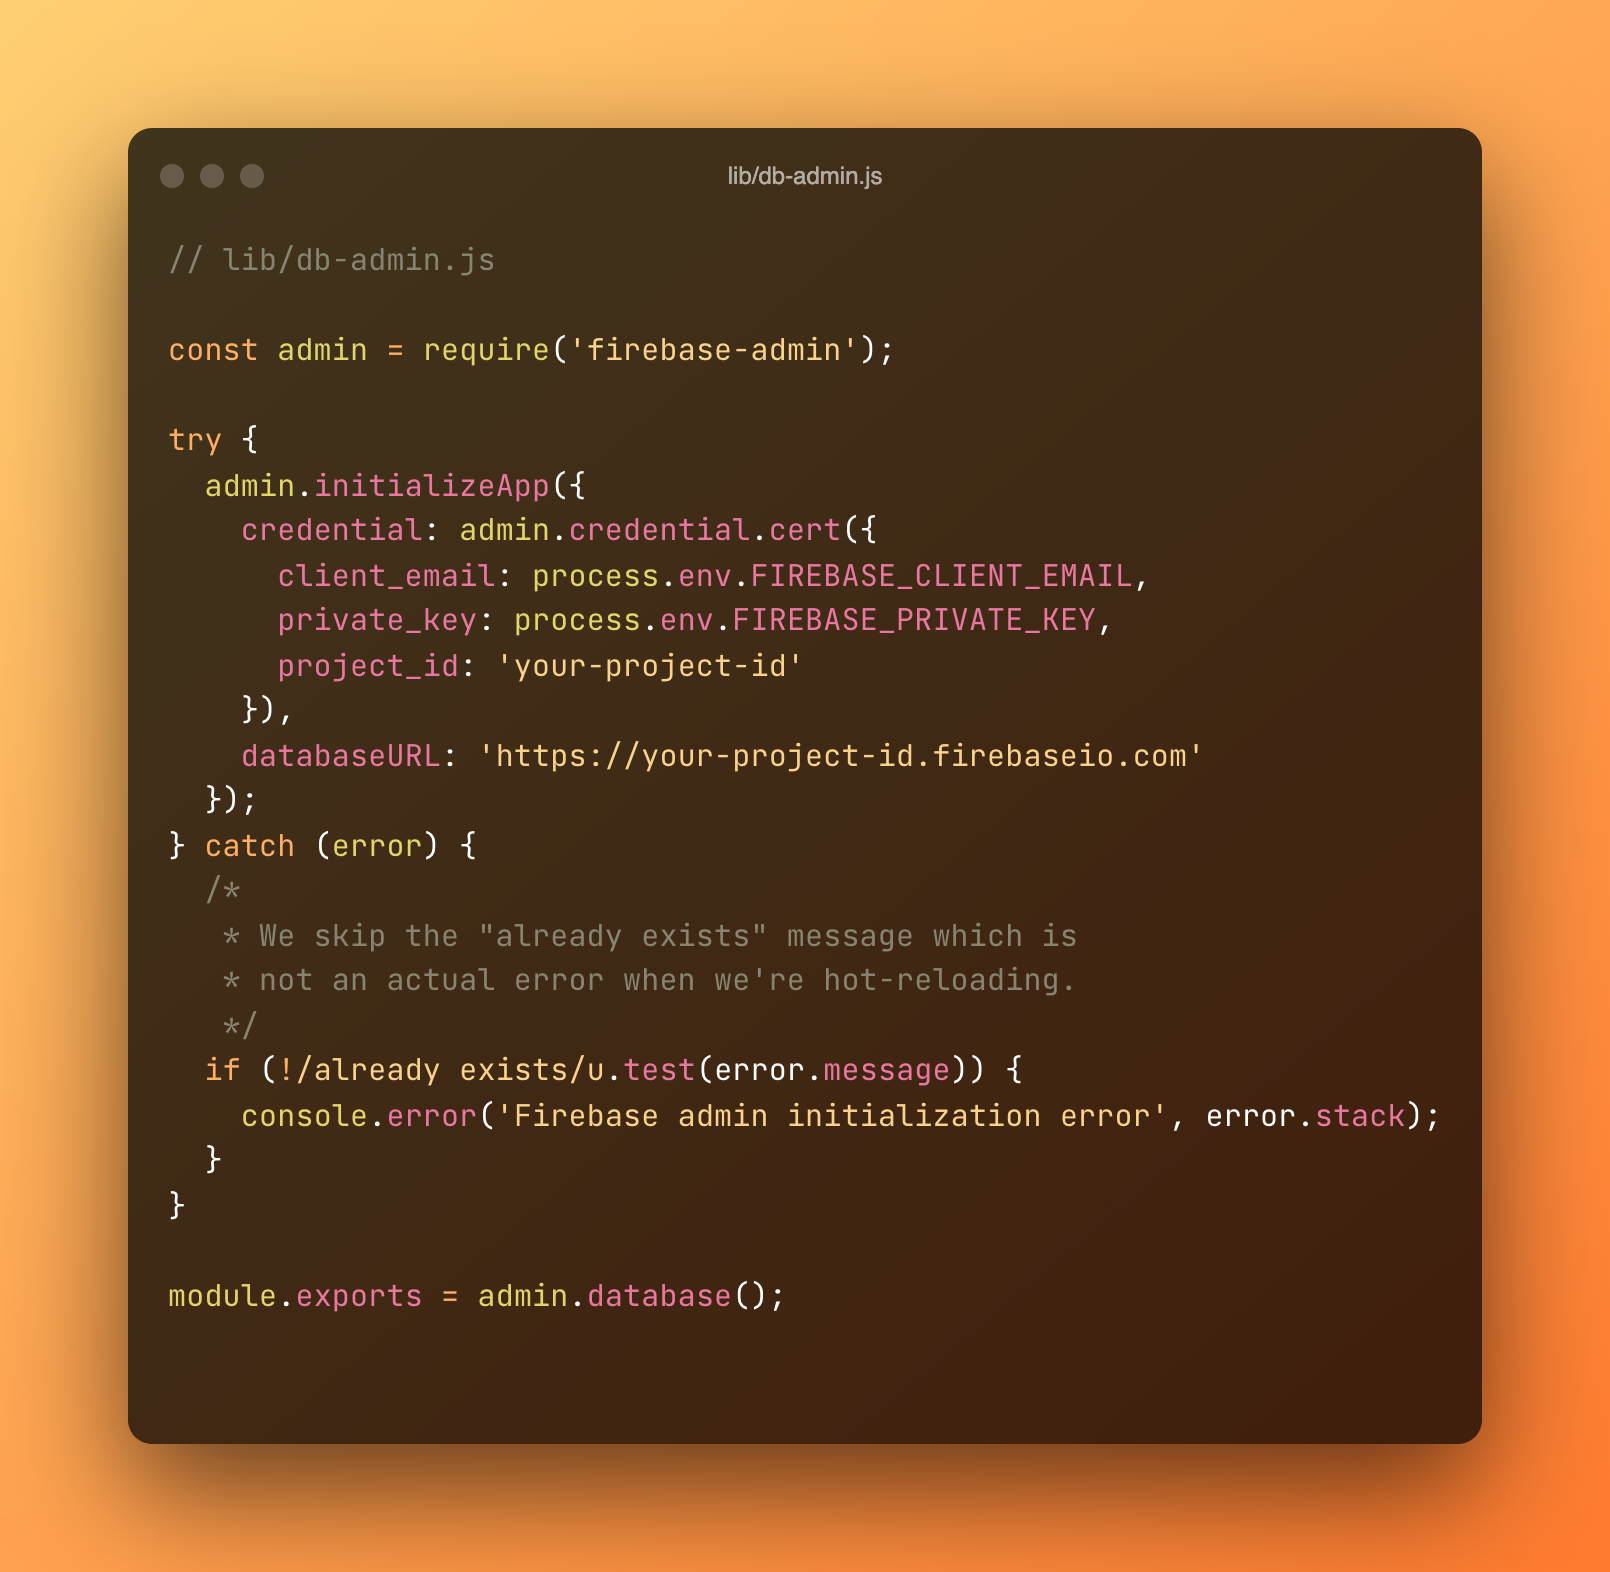 lib/db-admin.js
// lib/db-admin.js
const admin = require('firebase-admin');
try {
  admin.initializeApp({
    credential: admin.credential.cert({
      client_email: process.env.FIREBASE_CLIENT_EMAIL,
      private_key: process.env.FIREBASE_PRIVATE_KEY,
      project_id: 'your-project-id'
    }),
    databaseURL: 'https://your-project-id.firebaseio.com'
  });
} catch (error) {
  /*
   * We skip the "already exists" message which is
   * not an actual error when we're hot-reloading.
   */
  if (!/already exists/u.test(error.message)) {
    console.error('Firebase admin initialization error', error.stack);
  }
}
module.exports = admin.database();